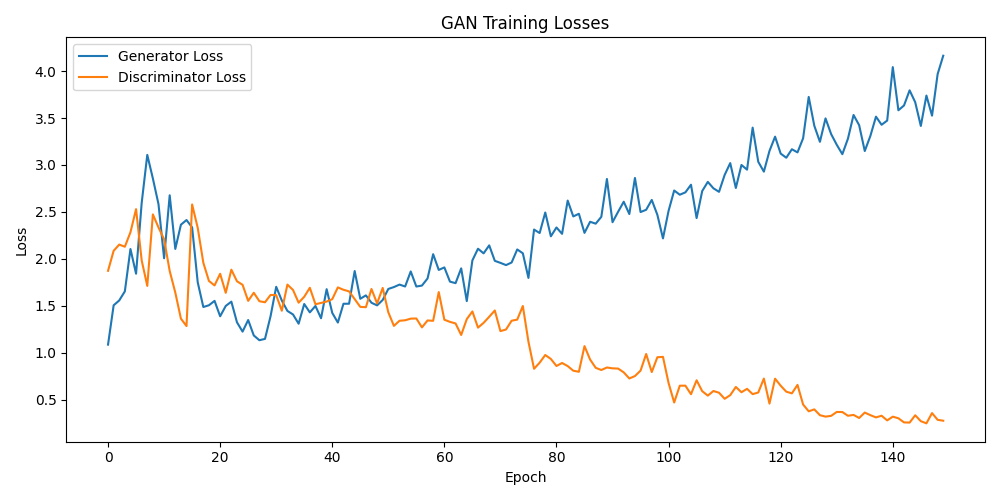 GAN Training Losses
Generator Loss
Discriminator Loss
4.0
3.5
3.0
2.5
2.0
1.5
1.0
0.5
Loss
0 20 40 60 80 100 120 140
Epoch